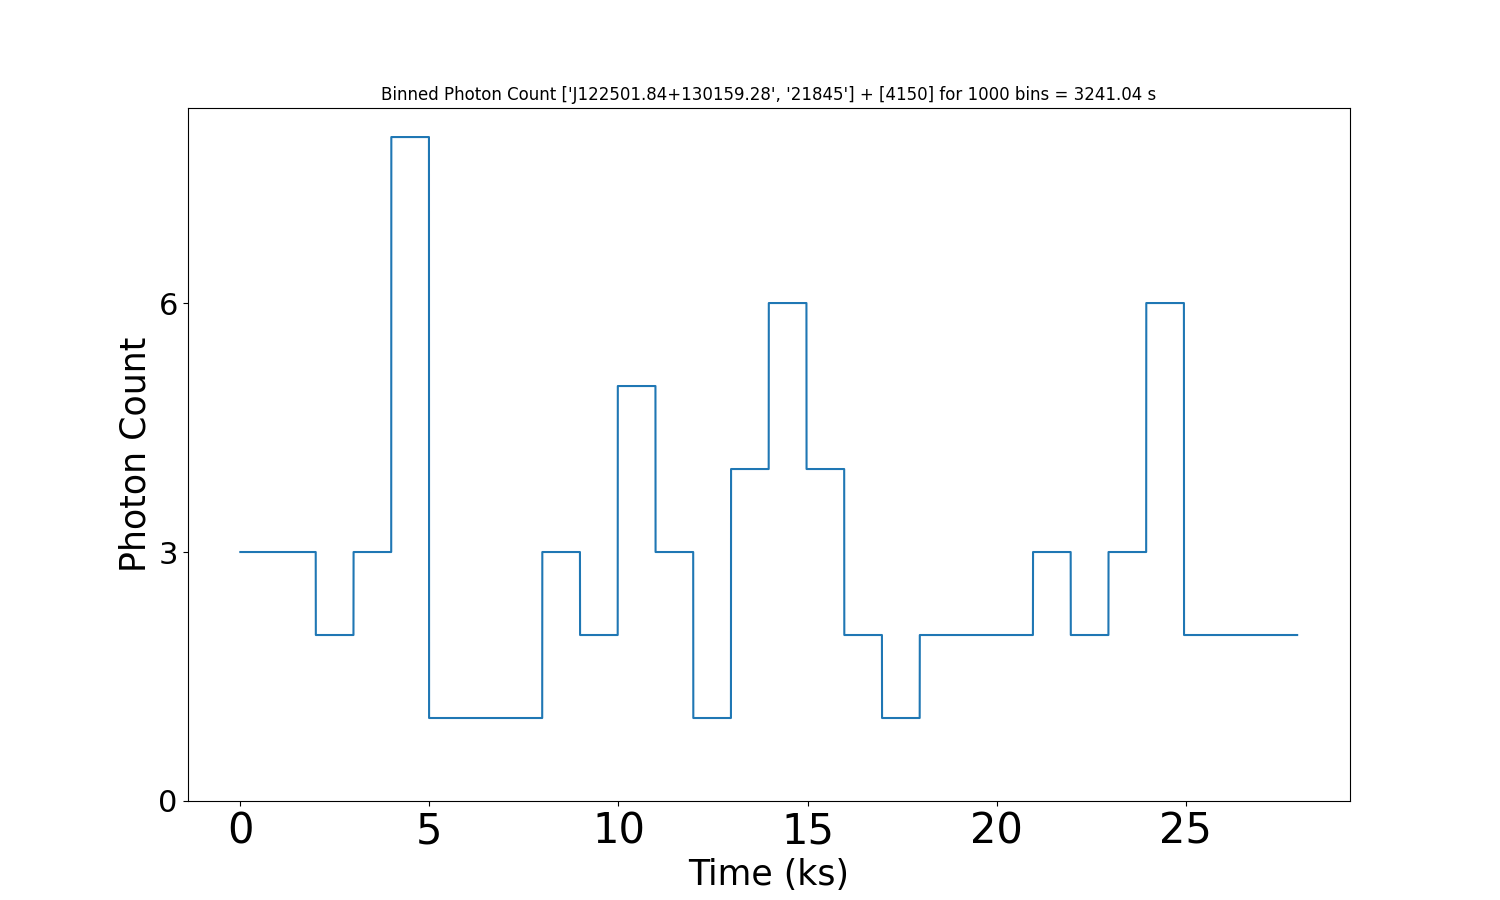 Binned Photon Count ['J122501.84+130159.28', '21845'] + [4150] for 1000 bins = 3241.04 s
6
3
0
Photon Count
0 5 10 15 20 25
Time (ks)